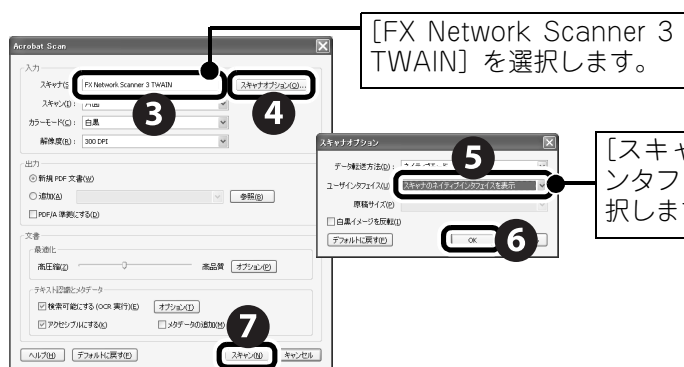 [FX Network Scanner 3
TWAIN] を選択します。
Acrobat Scan
入力
スキャナ(S
FX Network Scanner 3 TWAIN
スキャナオプション(O)...
3
4
スキャン(I) :
カラーモード(C) :
白黒
解像度(R) :
300 DPI
出力
新規 PDF 文書(W)
追加(A)
参照(B)
PDF/A 準拠にする(D)
文書
最適化
高圧縮(Z)
高品質
オプション(P)
テキスト認識とメタデータ
検索可能にする (OCR 実行)(E)
オプション(T)
アクセシブルにする(K)
メタデータの追加(M)
7
ヘルプ(H)
デフォルトに戻す(F)
スキャン(N)
キャンセル
スキャナオプション
データ転送方法(D) :
5
ユーザインタフェイス(U)
スキャナのネイティブインタフェイスを表示
原稿サイズ(P)
白黒イメージを反転(I)
デフォルトに戻す(F)
OK
6
[スキャ
ンタフ
択します